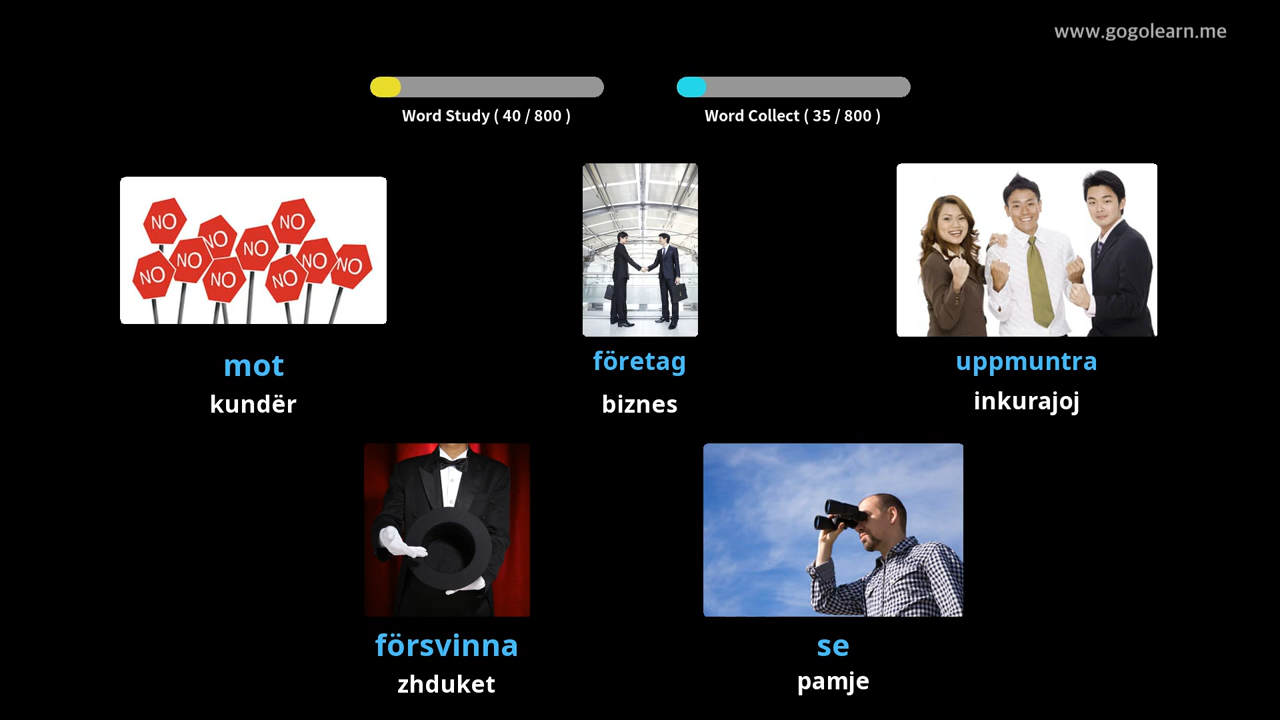 www.gogolearn.me
Word Study ( 40 / 800 )
Word Collect ( 35 / 800 )
NO
NO
NO
NO
NO
NO
NO
NO
NO
mot
kundër
företag
biznes
uppmuntra
inkurajoj
försvinna
zhduket
se
pamje